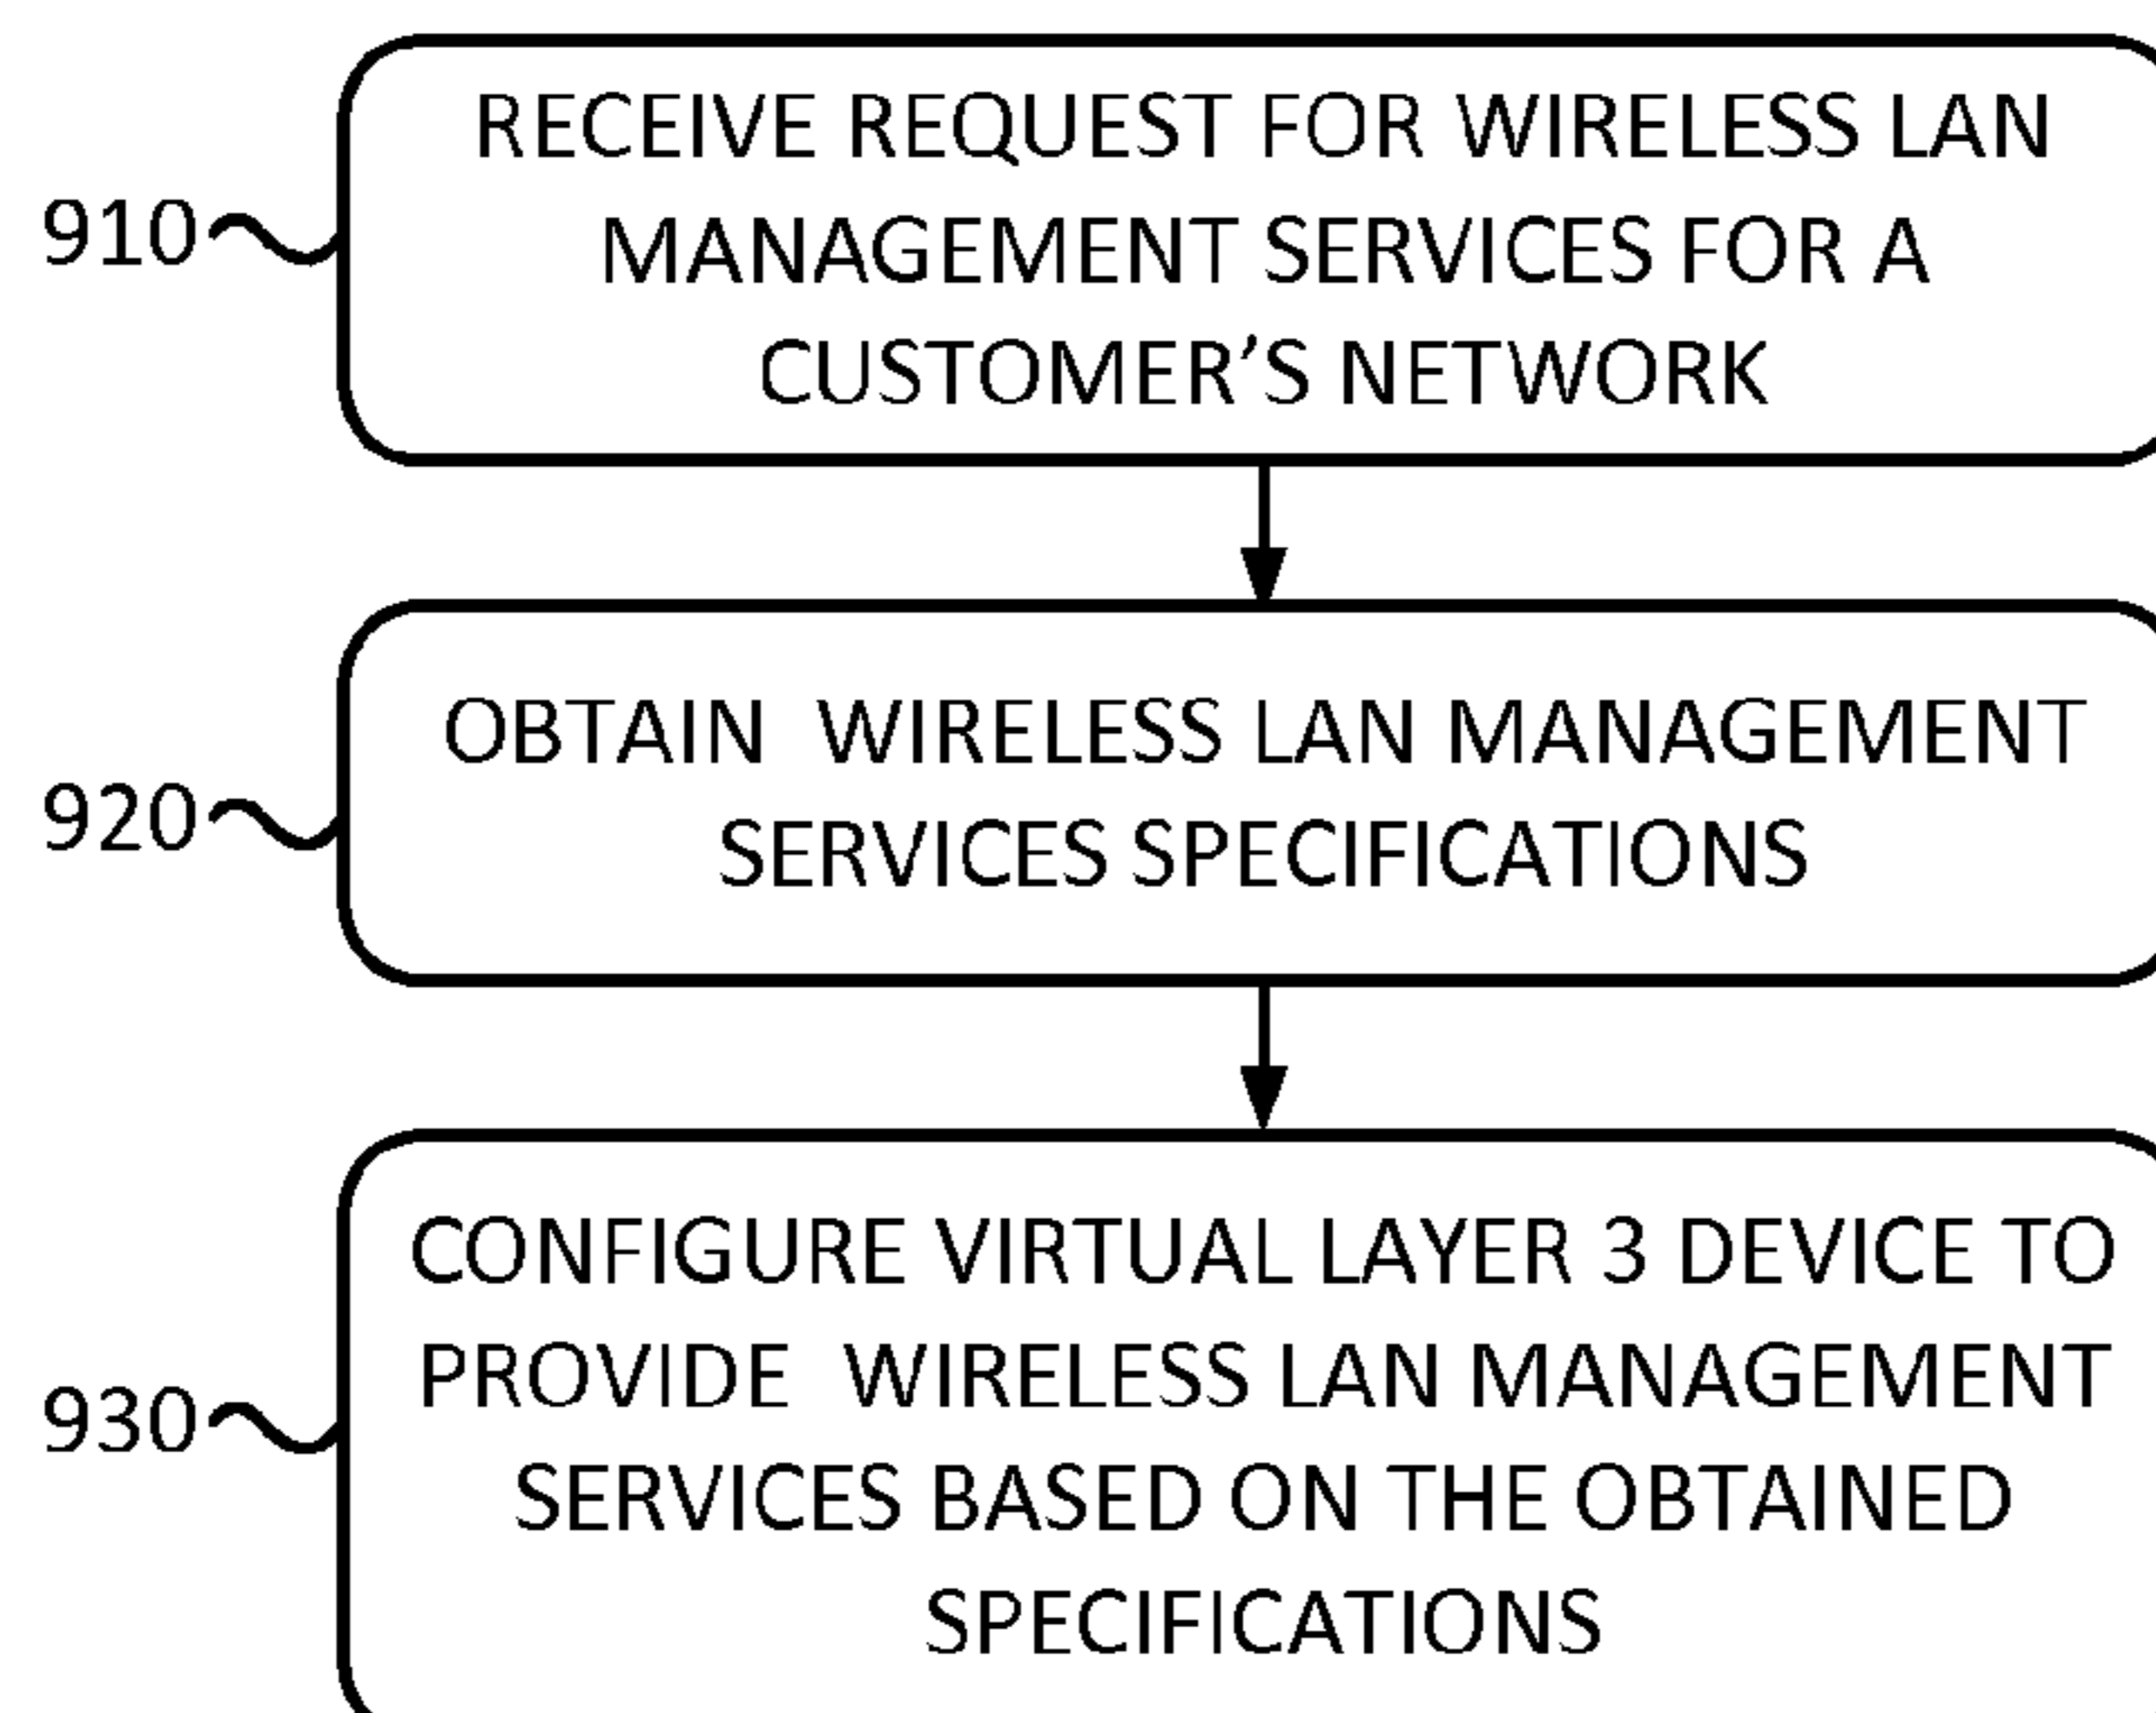 RECEIVE REQUEST FOR WIRELESS LAN
910 MANAGEMENT SERVICES FOR A
CUSTOMER’S NETWORK
OBTAIN WIRELESS LAN MANAGEMENT
920
SERVICES SPECIFICATIONS
CONFIGURE VIRTUAL LAYER 3 DEVICE TO
PROVIDE WIRELESS LAN MANAGEMENT
930
SERVICES BASED ON THE OBTAINED
SPECIFICATIONS